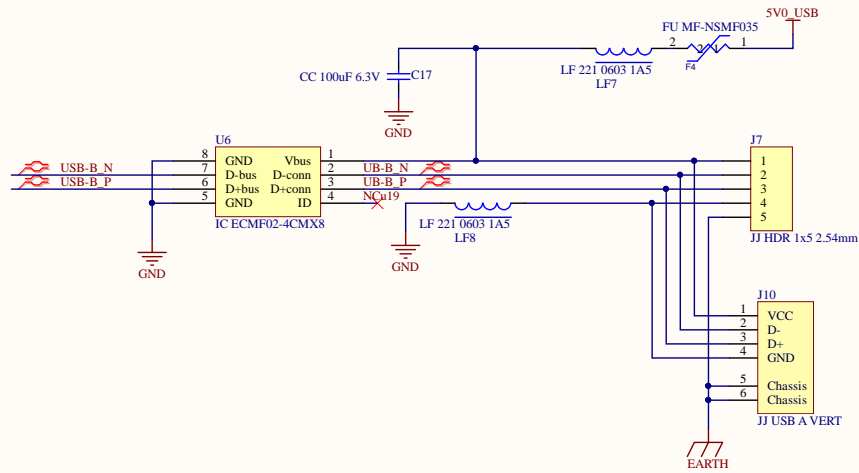 5V0_USB
FU MF-NSMF035
2 2 1 1
F4
CC 100uF 6.3V C17
LF 221 0603 1A5
LF7
GND
U6
J7
8 GND Vbus 1
7 D-bus D-conn 2
6 D+bus D+conn 3
5 GND ID 4
USB-B_N
USB-B_P
UB-B_N
UB-B_P
NCu19
1
2
3
4
5
IC ECMF02-4CMX8
LF 221 0603 1A5
LF8
JJ HDR 1x5 2.54mm
GND
GND
J10
1 VCC
2 D-
3 D+
4 GND
5 Chassis
6 Chassis
JJ USB A VERT
EARTH